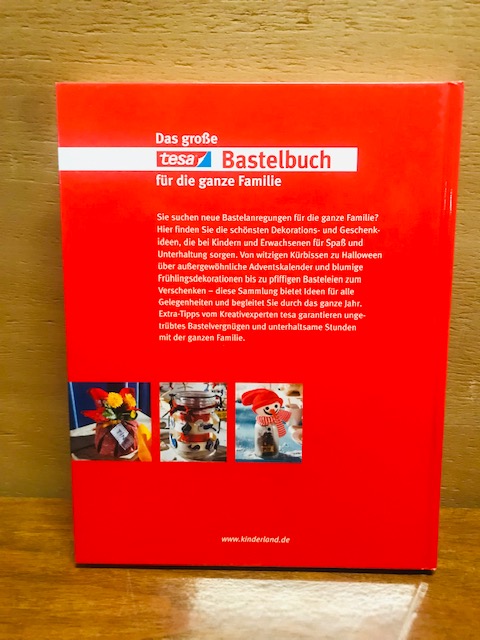 Das große
tesa Bastelbuch
für die ganze Familie
Sie suchen neue Bastelanregungen für die ganze Familie?
Hier finden Sie die schönsten Dekorations- und Geschenk-
ideen, die bei Kindern und Erwachsenen für Spaß und
Unterhaltung sorgen. Von witzigen Kürbissen zu Halloween
über außergewöhnliche Adventskalender und blumige
Frühlingsdekorationen bis zu pfiffigen Basteleien zum
Verschenken – diese Sammlung bietet Ideen für alle
Gelegenheiten und begleitet Sie durch das ganze Jahr.
Extra-Tipps vom Kreativexperten tesa garantieren unge-
trübtes Bastelvergnügen und unterhaltsame Stunden
mit der ganzen Familie.
www.kinderland.de